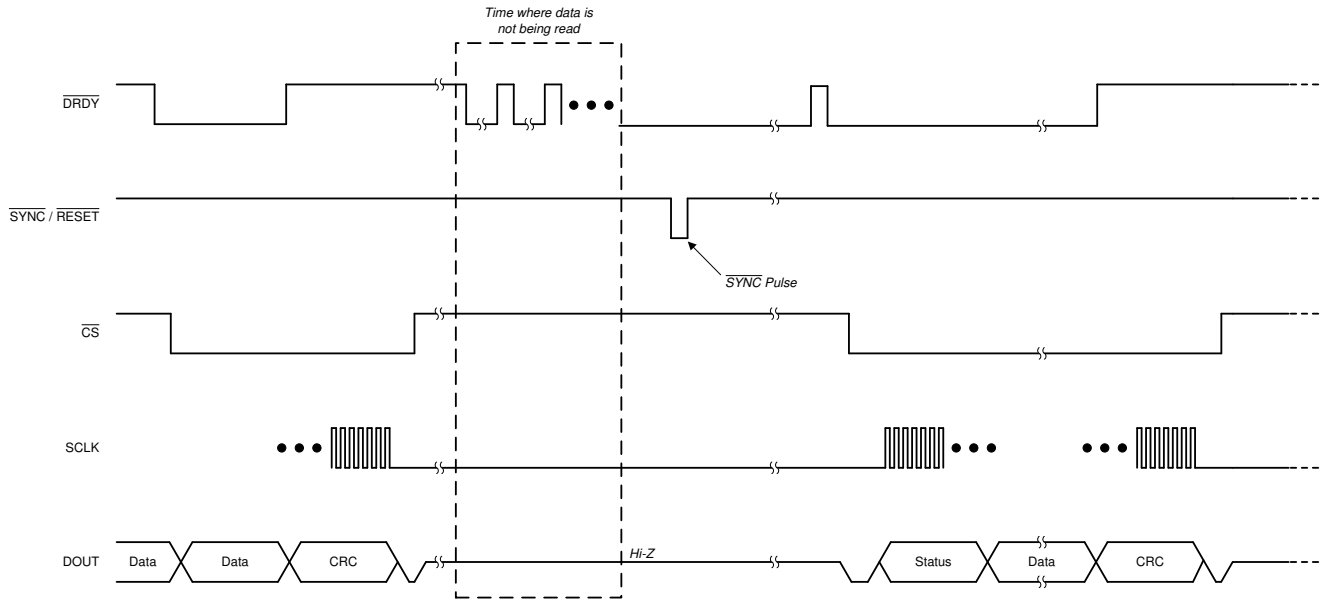 Time where data is
not being read
DRDY
SYNC / RESET
SYNC Pulse
CS
SCLK
DOUT
Data
Data
CRC
Hi-Z
Status
Data
CRC